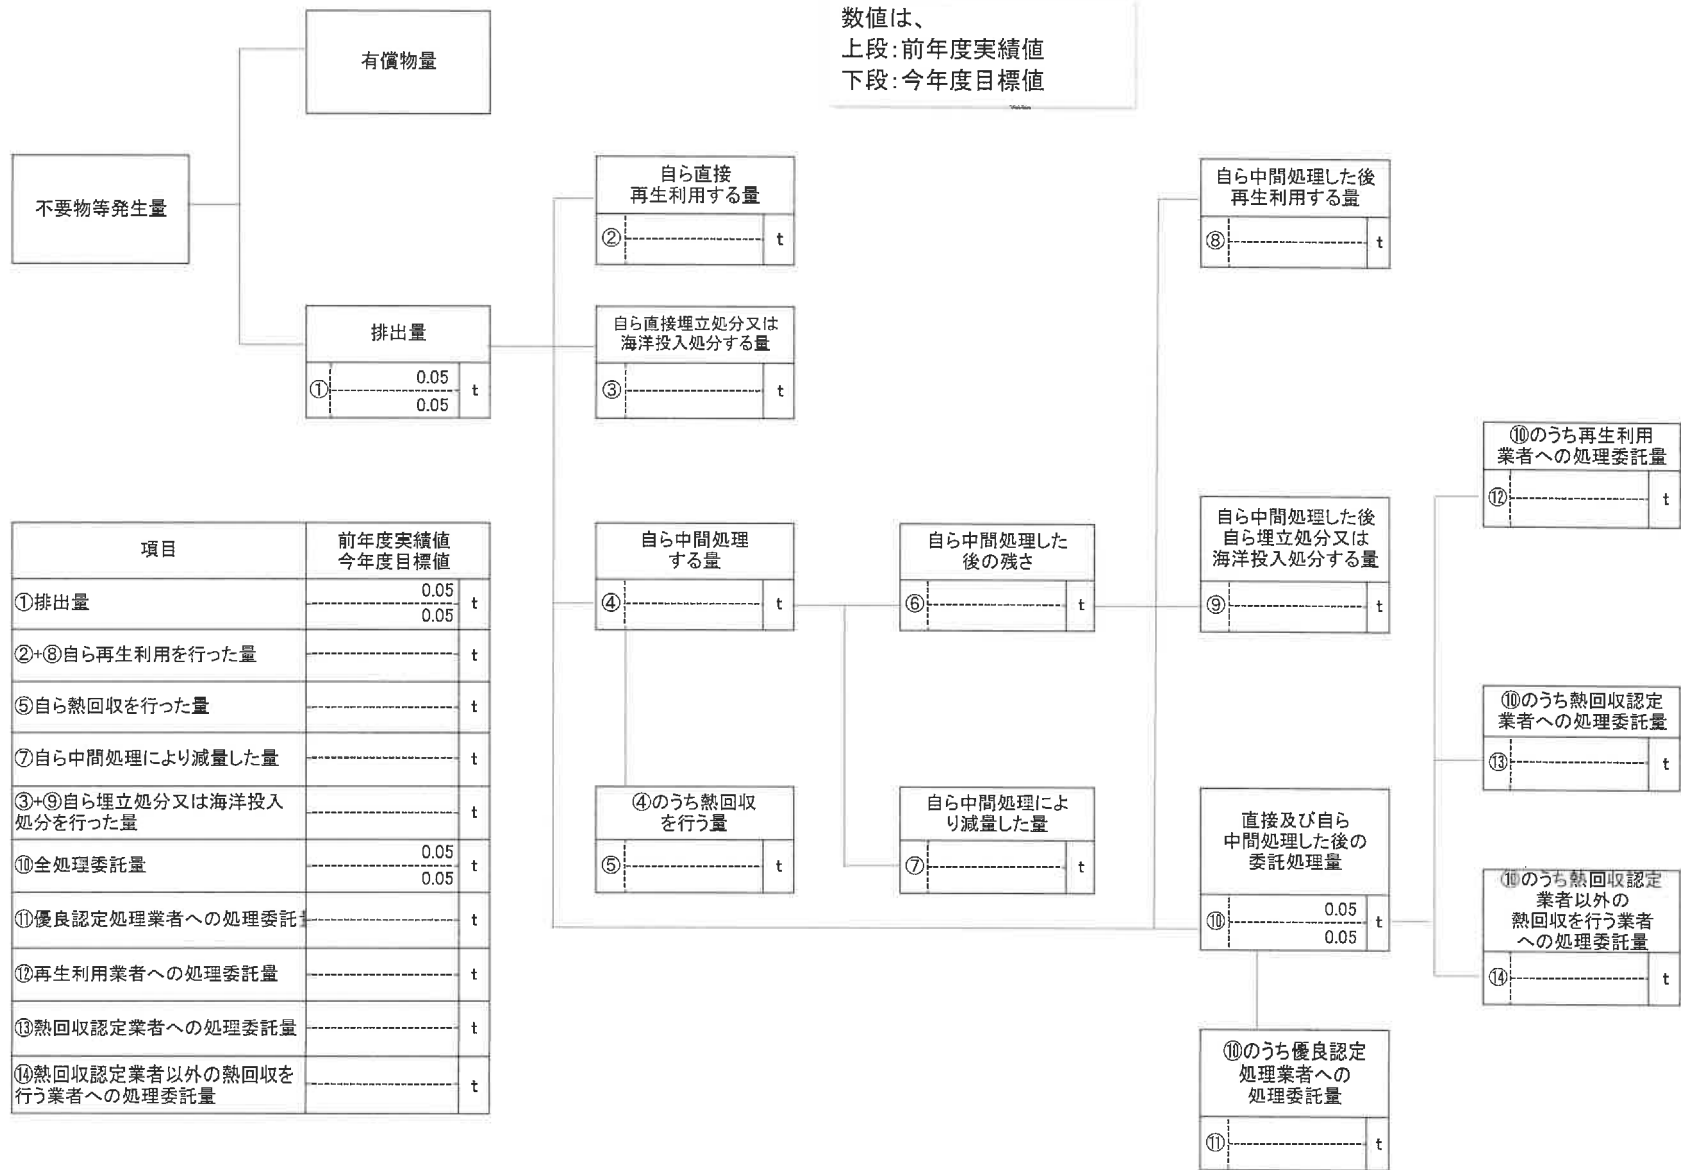 数値は、
上段:前年度実績値
下段:今年度目標値
有償物量
不要物等発生量
排出量
① 0.05 t
0.05
自ら直接
再生利用する量
② t
自ら直接埋立処分又は
海洋投入処分する量
③ t
自ら中間処理
する量
④ t
④のうち熱回収
を行う量
⑤ t
自ら中間処理した
後の残さ
⑥ t
自ら中間処理によ
り減量した量
⑦ t
自ら中間処理した後
再生利用する量
⑧ t
自ら中間処理した後
自ら埋立処分又は
海洋投入処分する量
⑨ t
直接及び自ら
中間処理した後の
委託処理量
⑩ 0.05 t
0.05
⑩のうち優良認定
処理業者への
処理委託量
⑪ t
⑩のうち再生利用
業者への処理委託量
⑫ t
⑩のうち熱回収認定
業者への処理委託量
⑬ t
⑩のうち熱回収認定
業者以外の
熱回収を行う業者
への処理委託量
⑭ t
項目 前年度実績値
今年度目標値
①排出量 0.05 t
0.05
②+⑧自ら再生利用を行った量 t
⑤自ら熱回収を行った量 t
⑦自ら中間処理により減量した量 t
③+⑨自ら埋立処分又は海洋投入
処分を行った量 t
⑩全処理委託量 0.05 t
0.05
⑪優良認定処理業者への処理委託 t
⑫再生利用業者への処理委託量 t
⑬熱回収認定業者への処理委託量 t
⑭熱回収認定業者以外の熱回収を
行う業者への処理委託量 t